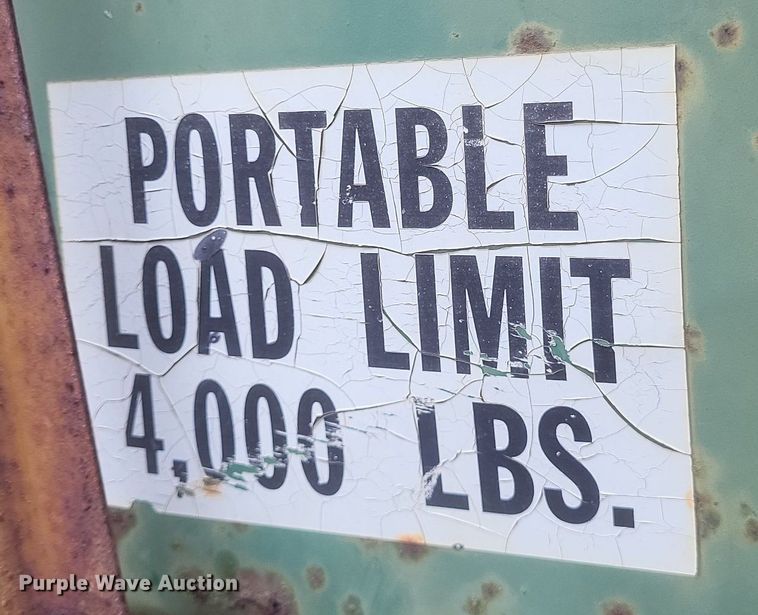 PORTABLE
LOAD LIMIT
4,000 LBS.
Purple Wave Auction